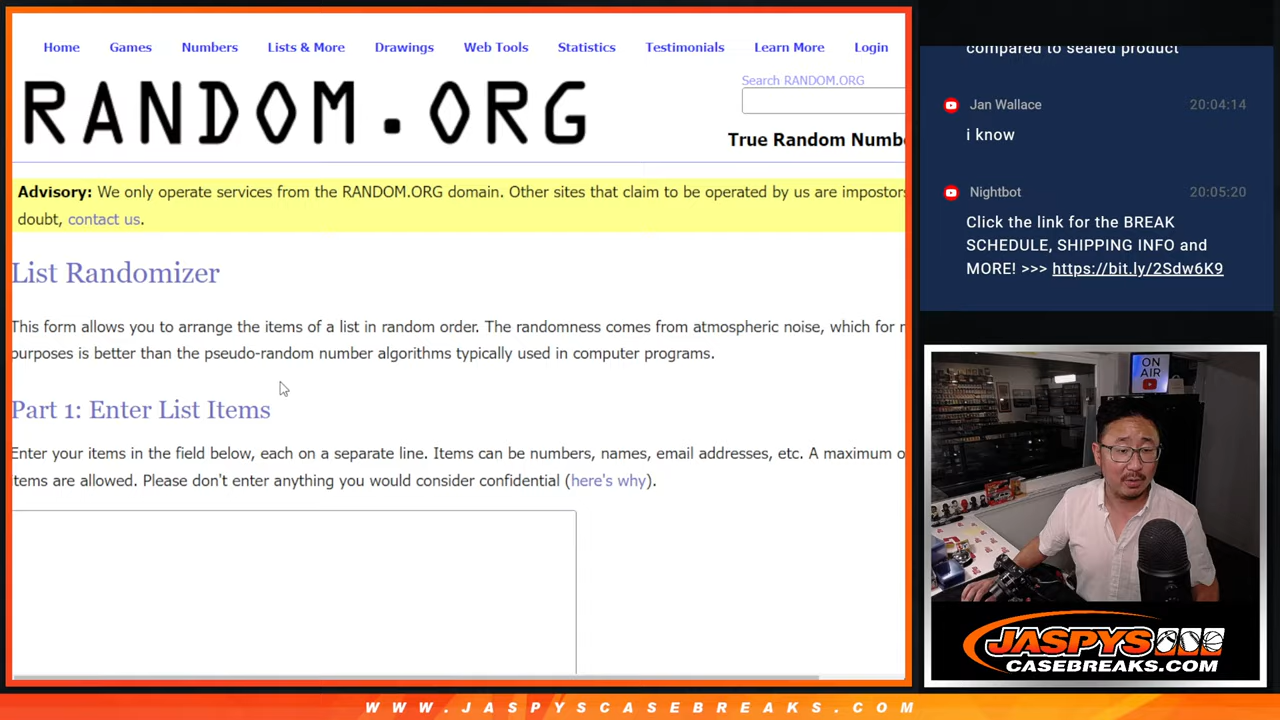 Home Games Numbers Lists & More Drawings Web Tools Statistics Testimonials Learn More Login
RANDOM.ORG
Search RANDOM.ORG
True Random Numbe
Advisory: We only operate services from the RANDOM.ORG domain. Other sites that claim to be operated by us are impostors
doubt, contact us.
List Randomizer
This form allows you to arrange the items of a list in random order. The randomness comes from atmospheric noise, which for
purposes is better than the pseudo-random number algorithms typically used in computer programs.
Part 1: Enter List Items
Enter your items in the field below, each on a separate line. Items can be numbers, names, email addresses, etc. A maximum o
tems are allowed. Please don't enter anything you would consider confidential (here's why).
compared to sealed product
Jan Wallace 20:04:14
i know
Nightbot 20:05:20
Click the link for the BREAK
SCHEDULE, SHIPPING INFO and
MORE! >>> https://bit.ly/2Sdw6K9
ON
AIR
JASPYS
CASEBREAKS.COM
WWW.JASPYSCASEBREAKS.COM